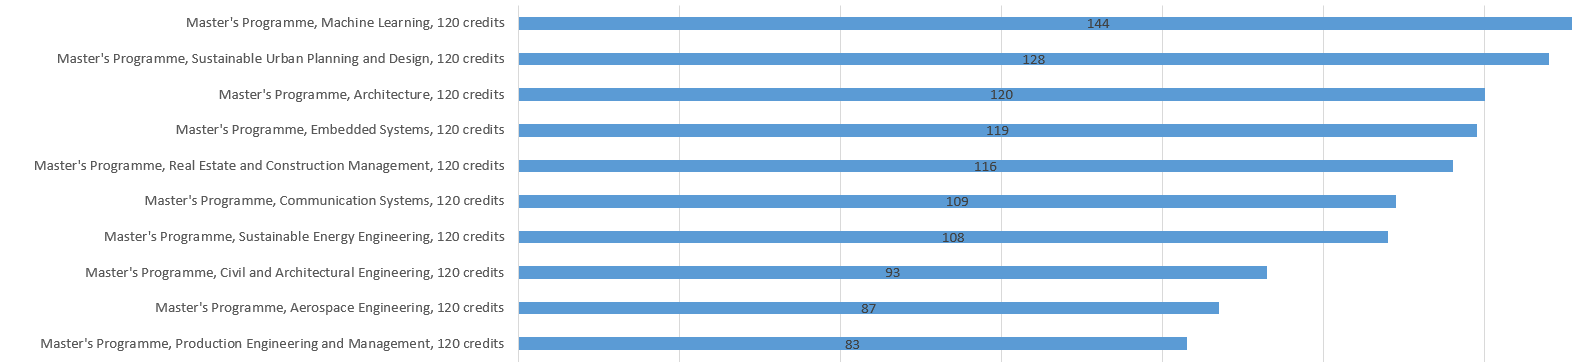 Master's Programme, Machine Learning, 120 credits 144
Master's Programme, Sustainable Urban Planning and Design, 120 credits 128
Master's Programme, Architecture, 120 credits 120
Master's Programme, Embedded Systems, 120 credits 119
Master's Programme, Real Estate and Construction Management, 120 credits 116
Master's Programme, Communication Systems, 120 credits 109
Master's Programme, Sustainable Energy Engineering, 120 credits 108
Master's Programme, Civil and Architectural Engineering, 120 credits 93
Master's Programme, Aerospace Engineering, 120 credits 87
Master's Programme, Production Engineering and Management, 120 credits 83